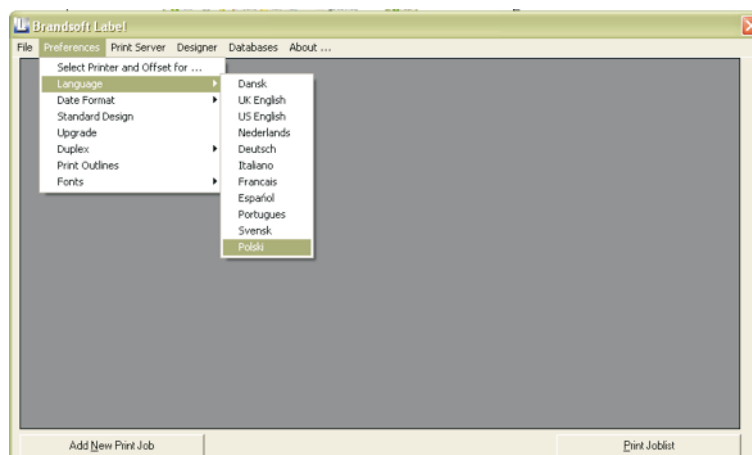 Brandsoft Label
File Preferences Print Server Designer Databases About ...
Select Printer and Offset for ...
Language
Date Format
Standard Design
Upgrade
Duplex
Print Outlines
Fonts
Dansk
UK English
US English
Nederlands
Deutsch
Italiano
Francais
Español
Portugues
Svensk
Polski
Add New Print Job
Print Joblist